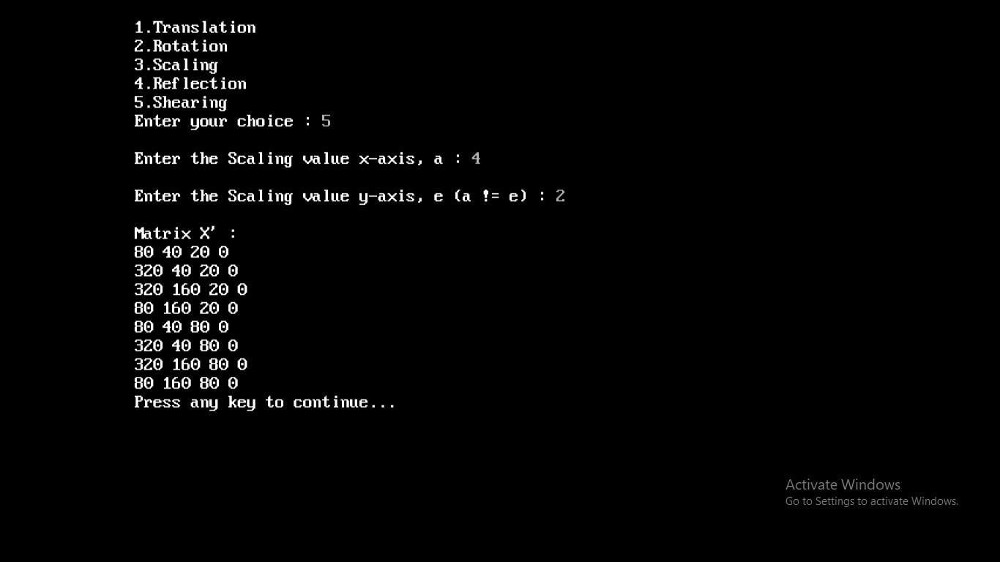 1.Translation
2.Rotation
3.Scaling
4.Reflection
5.Shearing
Enter your choice : 5
Enter the Scaling value x-axis, a : 4
Enter the Scaling value y-axis, e (a != e) : 2
Matrix X' :
80 40 20 0
320 40 20 0
320 160 20 0
80 160 20 0
80 40 80 0
320 40 80 0
320 160 80 0
80 160 80 0
Press any key to continue...
Activate Windows
Go to Settings to activate Windows.